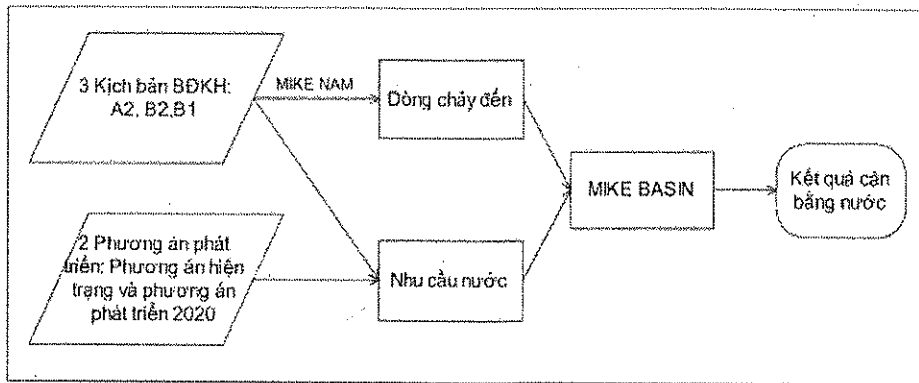 3 Kịch bản BĐKH:
A2, B2,B1
MIKE NAM
Dòng chảy đến
MIKE BASIN
Kết quả cân
bằng nước
2 Phương án phát
triển: Phương án hiện
trạng và phương án
phát triển 2020
Nhu cầu nước